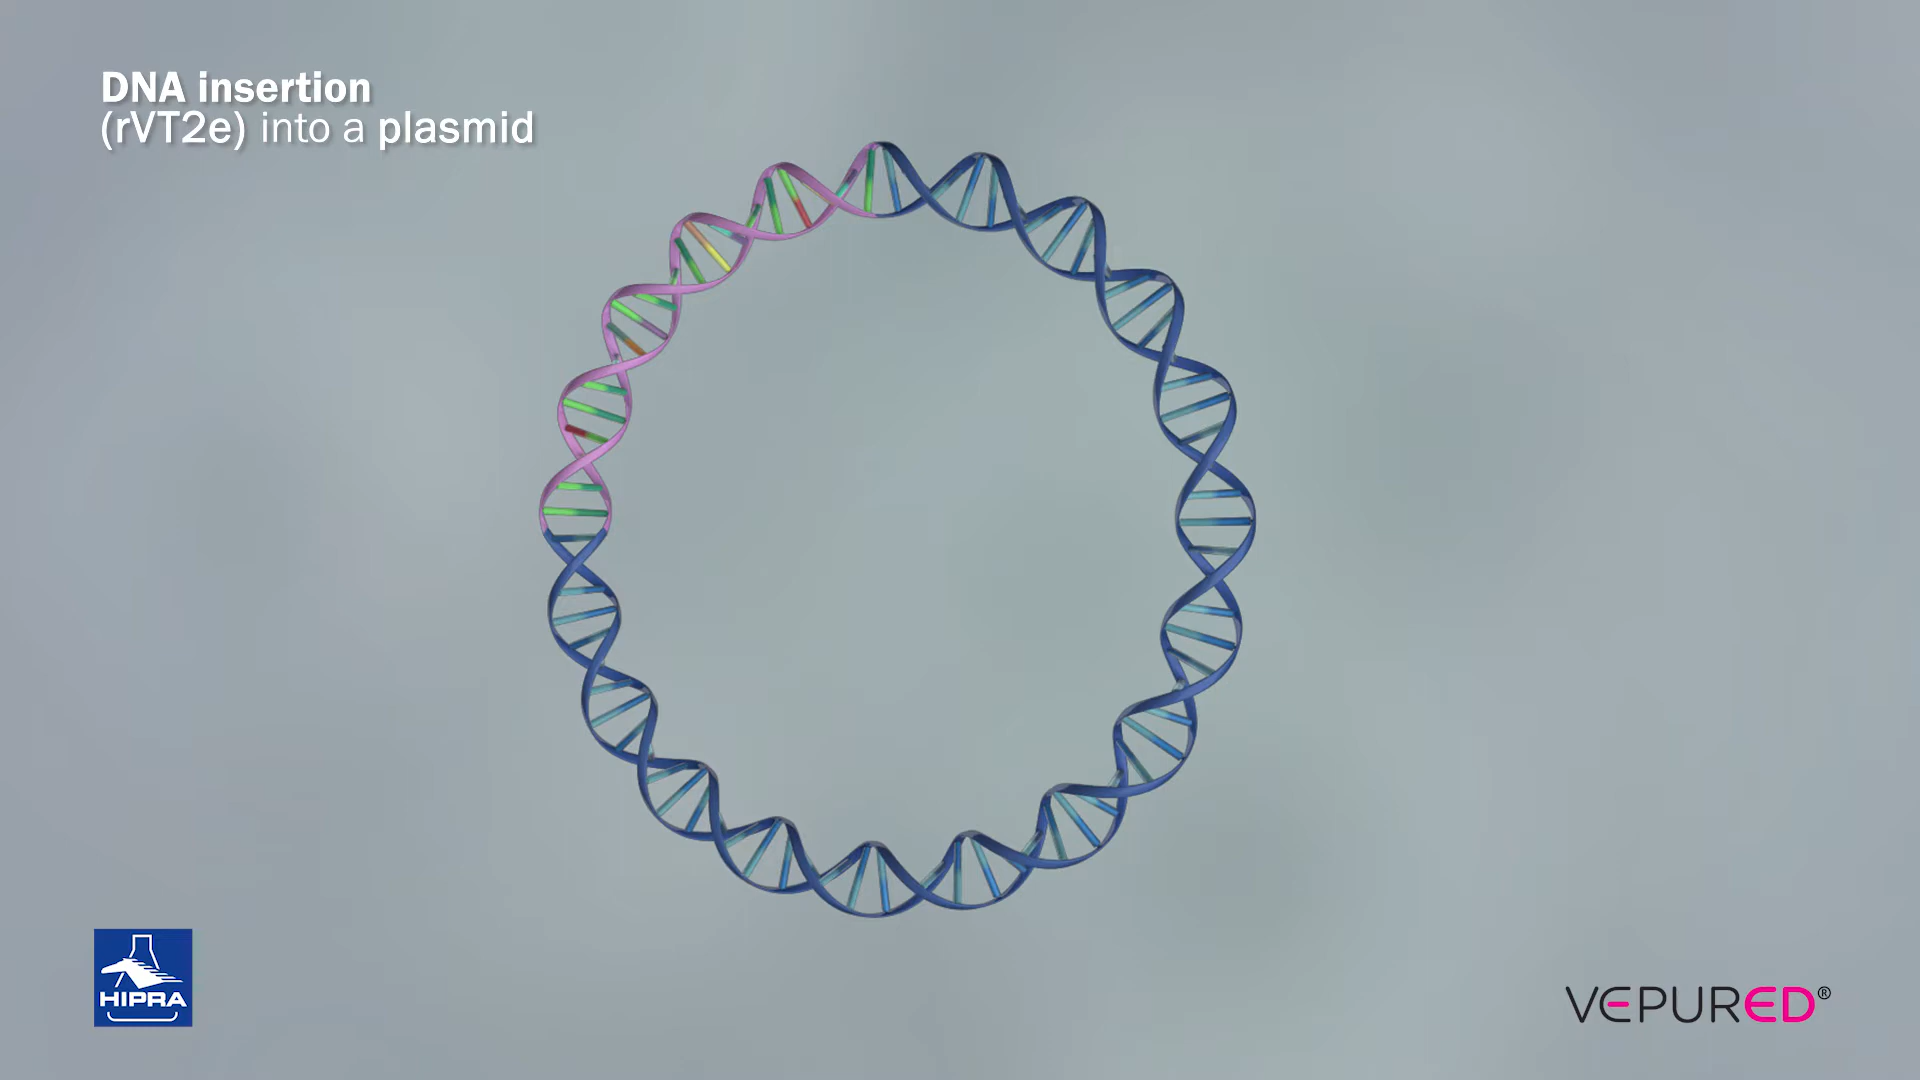 DNA insertion
(rVT2e) into a plasmid
HIPRA
VEPURED®